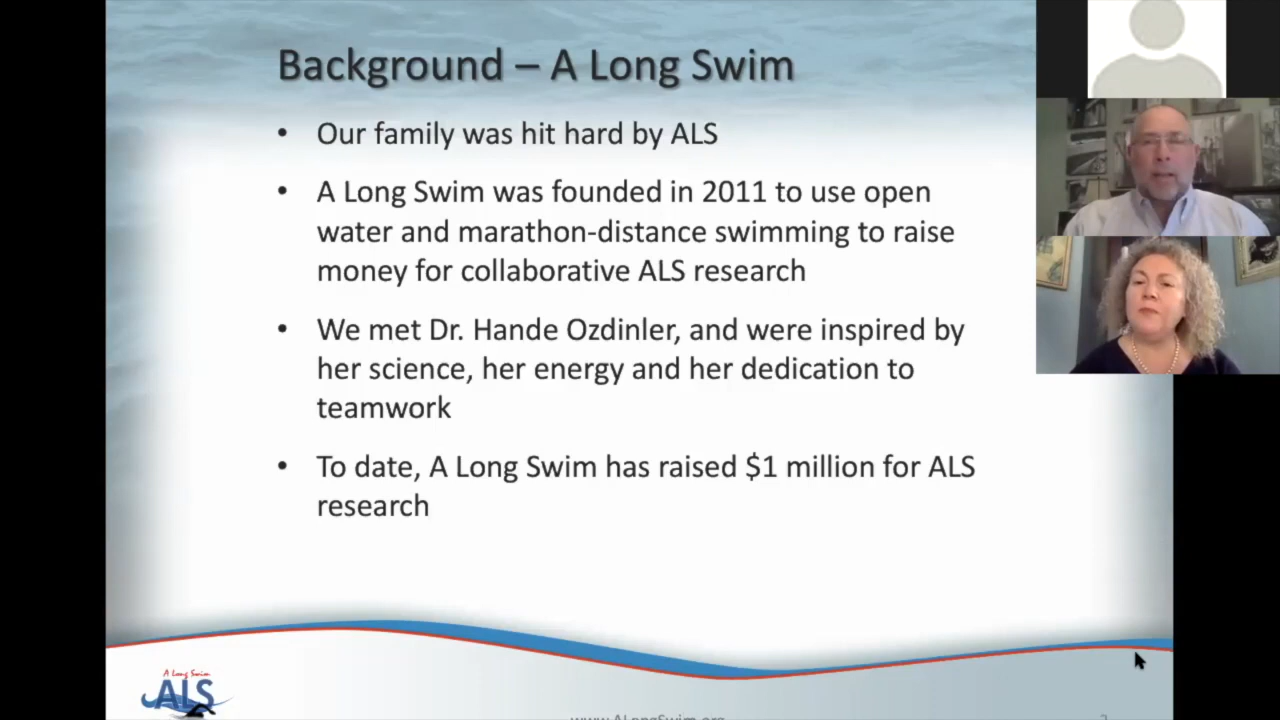 Background – A Long Swim
• Our family was hit hard by ALS
• A Long Swim was founded in 2011 to use open
water and marathon-distance swimming to raise
money for collaborative ALS research
• We met Dr. Hande Ozdinler, and were inspired by
her science, her energy and her dedication to
teamwork
• To date, A Long Swim has raised $1 million for ALS
research
A Long Swim
ALS
www.ALongSwim.org